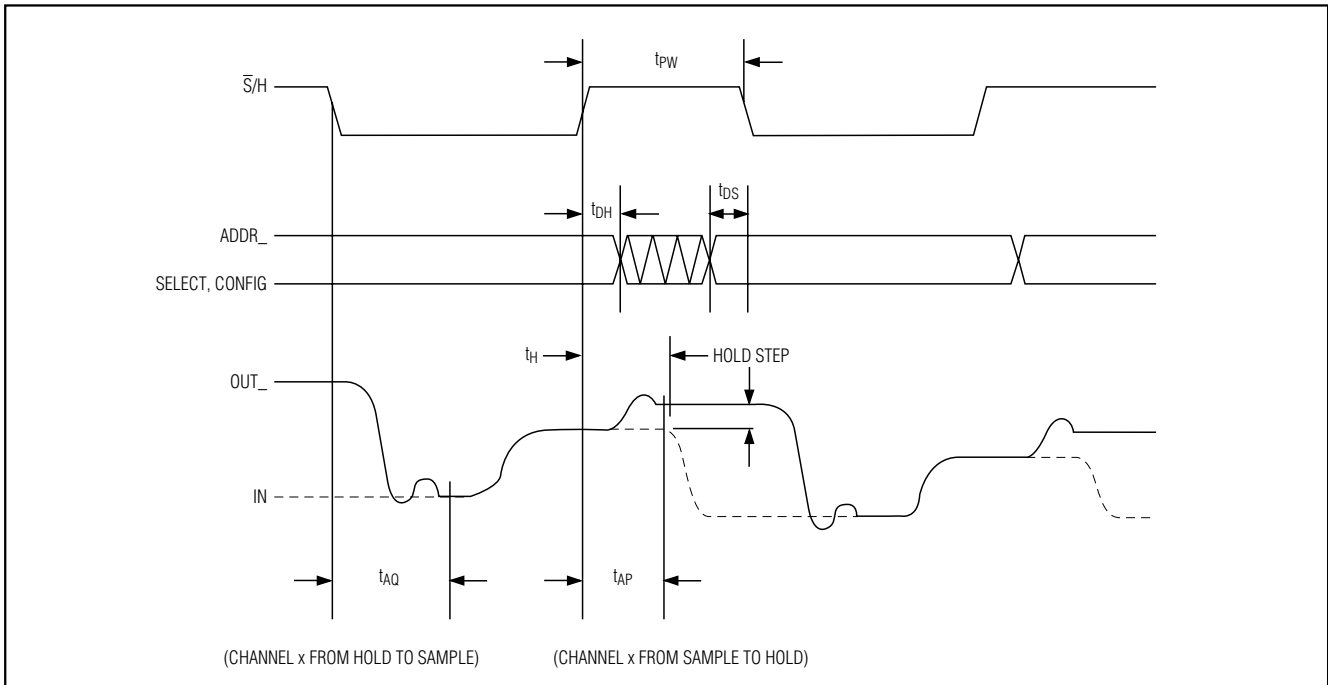 tPW
S̅/H
tDS
tDH
ADDR_
SELECT, CONFIG
tH
HOLD STEP
OUT_
IN
tAQ
tAP
(CHANNEL x FROM HOLD TO SAMPLE)
(CHANNEL x FROM SAMPLE TO HOLD)